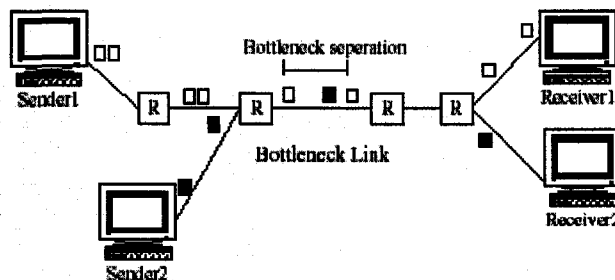 Bottleneck seperation
Sender1
R
R
R
R
Receiver1
Bottleneck Link
Sender2
Receiver2